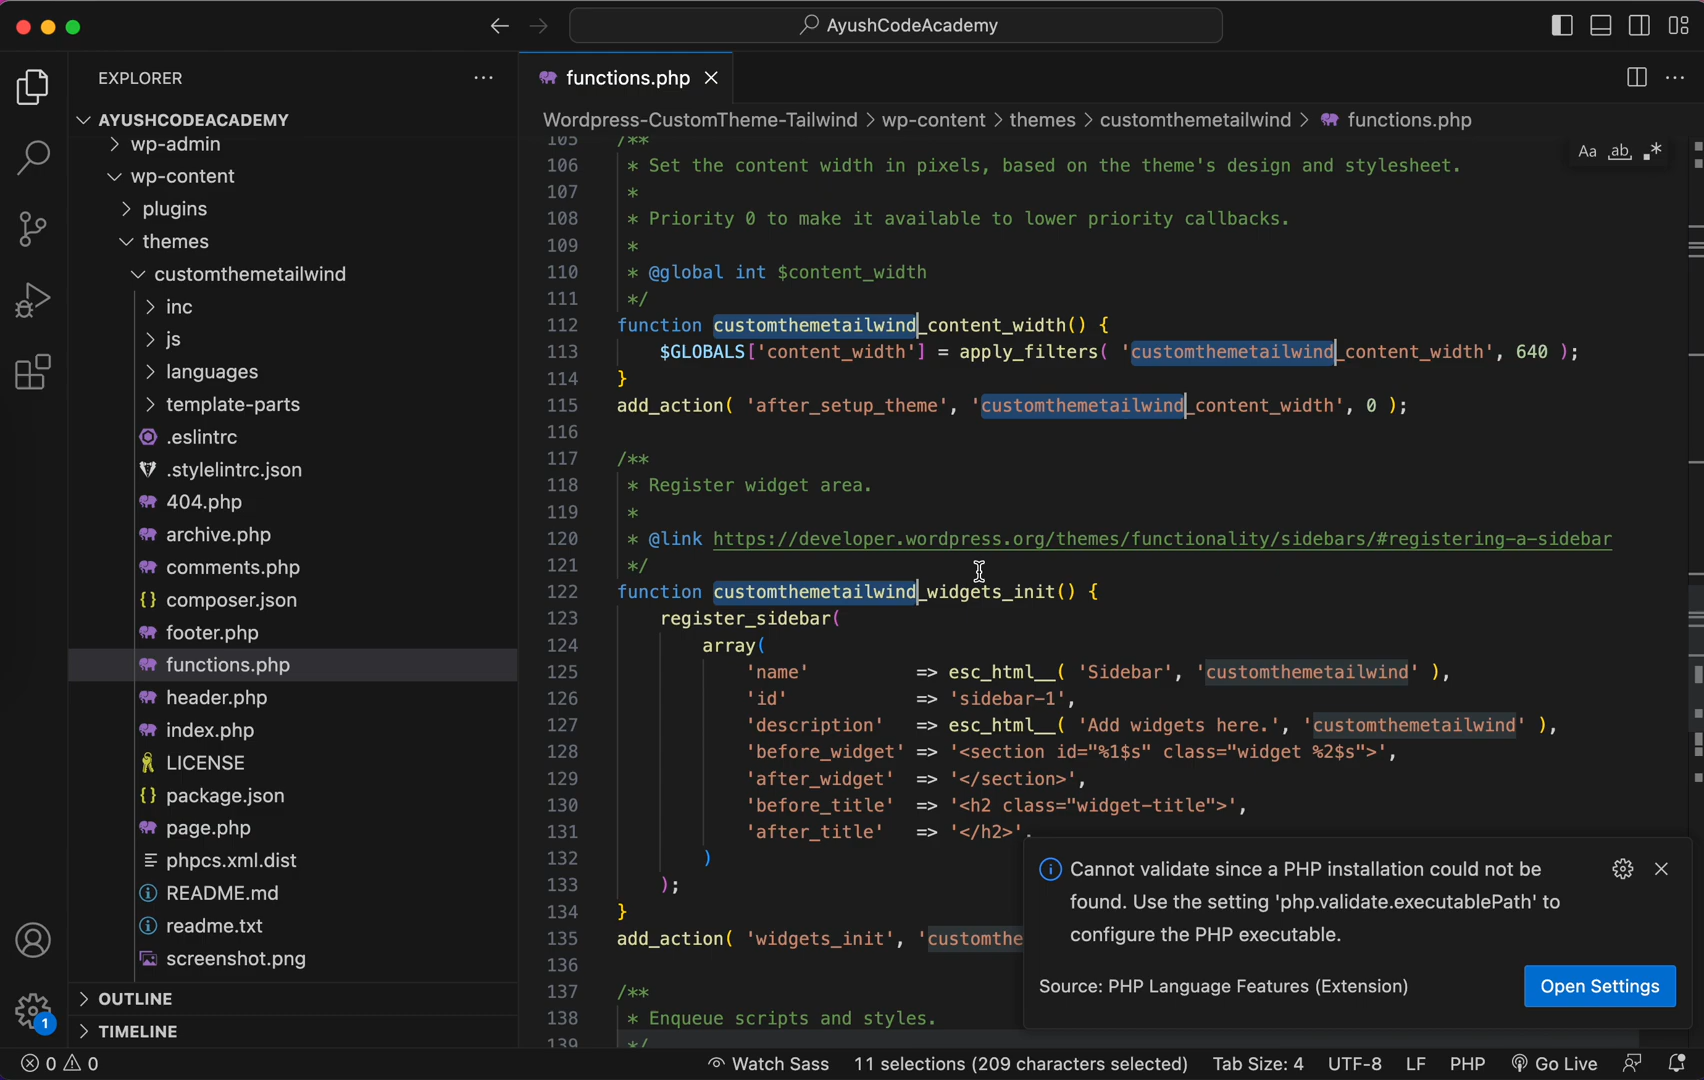 AyushCodeAcademy
EXPLORER
AYUSHCODEACADEMY
wp-admin
wp-content
plugins
themes
customthemetailwind
inc
js
languages
template-parts
.eslintrc
.stylelintrc.json
404.php
archive.php
comments.php
{} composer.json
footer.php
functions.php
header.php
index.php
LICENSE
{} package.json
page.php
phpcs.xml.dist
README.md
readme.txt
screenshot.png
OUTLINE
TIMELINE
1
functions.php
Wordpress-CustomTheme-Tailwind > wp-content > themes > customthemetailwind > functions.php
Aa ab .*
105 /**
106 * Set the content width in pixels, based on the theme's design and stylesheet.
107 *
108 * Priority 0 to make it available to lower priority callbacks.
109 *
110 * @global int $content_width
111 */
112 function customthemetailwind_content_width() {
113 $GLOBALS['content_width'] = apply_filters( 'customthemetailwind_content_width', 640 );
114 }
115 add_action( 'after_setup_theme', 'customthemetailwind_content_width', 0 );
116
117 /**
118 * Register widget area.
119 *
120 * @link https://developer.wordpress.org/themes/functionality/sidebars/#registering-a-sidebar
121 */
122 function customthemetailwind_widgets_init() {
123 register_sidebar(
124 array(
125 'name' => esc_html__( 'Sidebar', 'customthemetailwind' ),
126 'id' => 'sidebar-1',
127 'description' => esc_html__( 'Add widgets here.', 'customthemetailwind' ),
128 'before_widget' => '<section id="%1$s" class="widget %2$s">',
129 'after_widget' => '</section>',
130 'before_title' => '<h2 class="widget-title">',
131 'after_title' => '</h2>',
132 )
133 );
134 }
135 add_action( 'widgets_init', 'customthe
136
137 /**
138 * Enqueue scripts and styles.
139 */
Cannot validate since a PHP installation could not be
found. Use the setting 'php.validate.executablePath' to
configure the PHP executable.
Source: PHP Language Features (Extension)
Open Settings
0 0 Watch Sass 11 selections (209 characters selected) Tab Size: 4 UTF-8 LF PHP Go Live